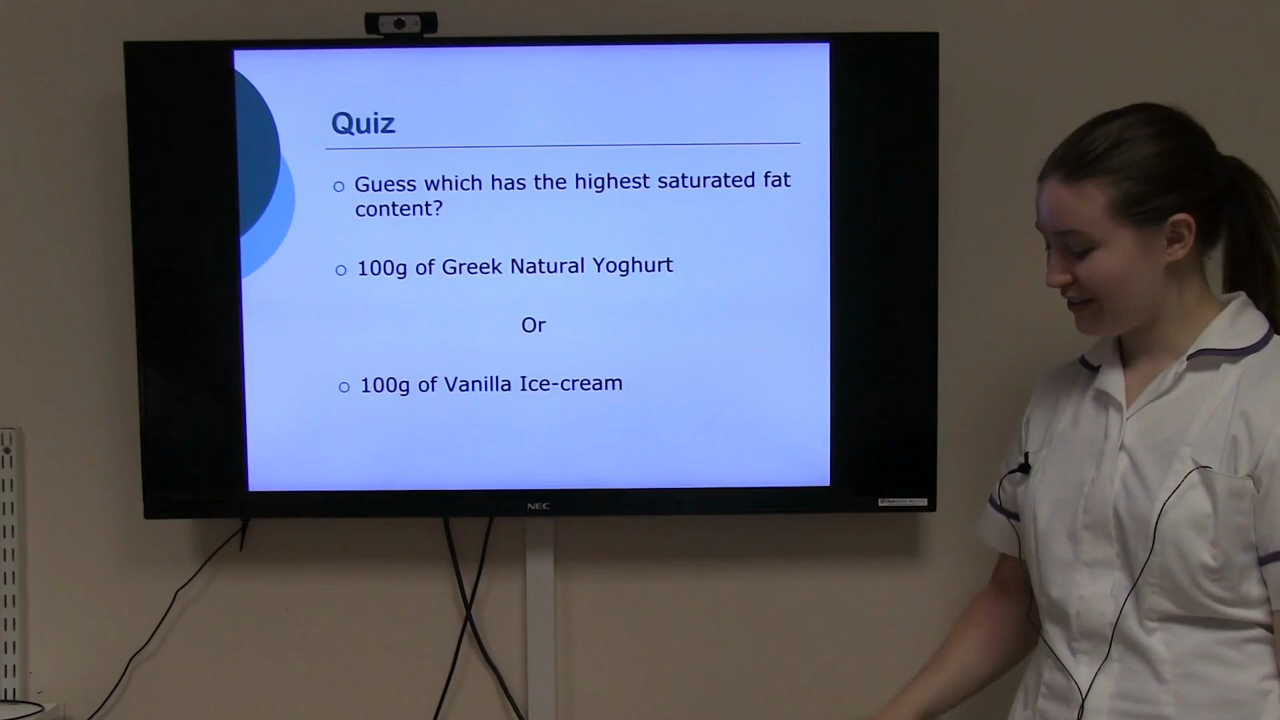 Quiz
Guess which has the highest saturated fat
content?
100g of Greek Natural Yoghurt
Or
100g of Vanilla Ice-cream
NEC